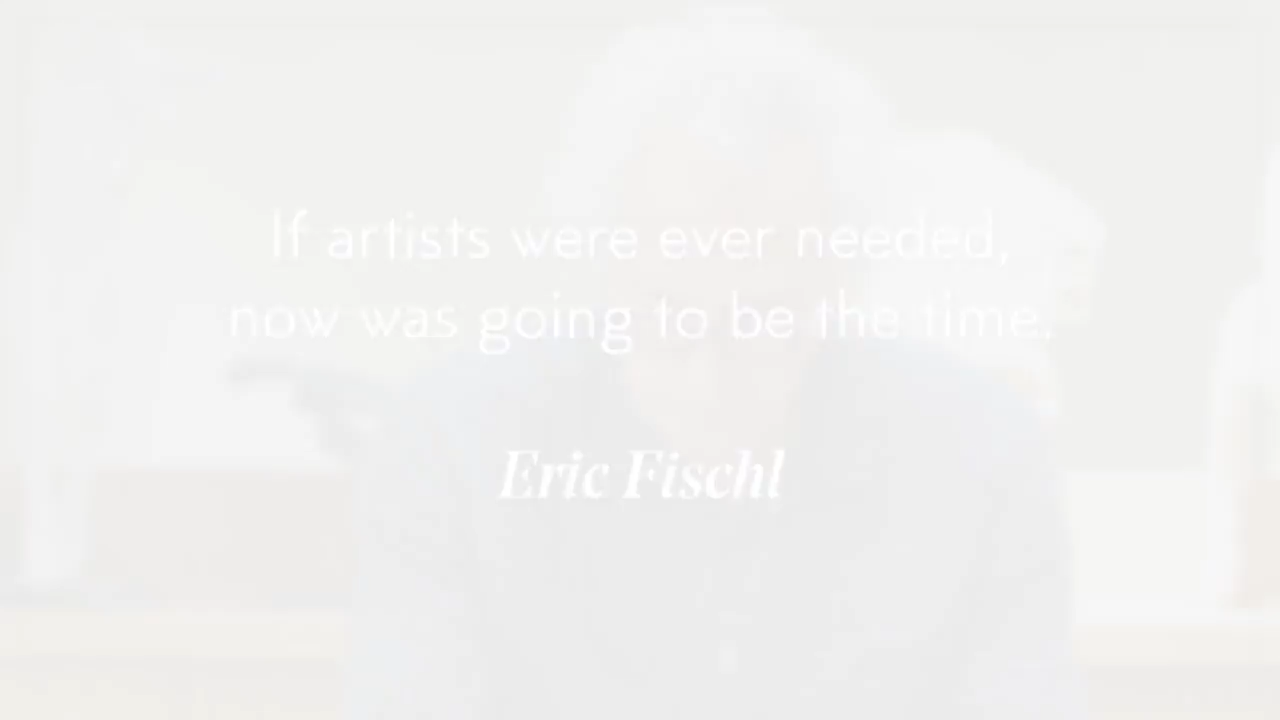 If artists were ever needed,
now was going to be the time.
Eric Fischl